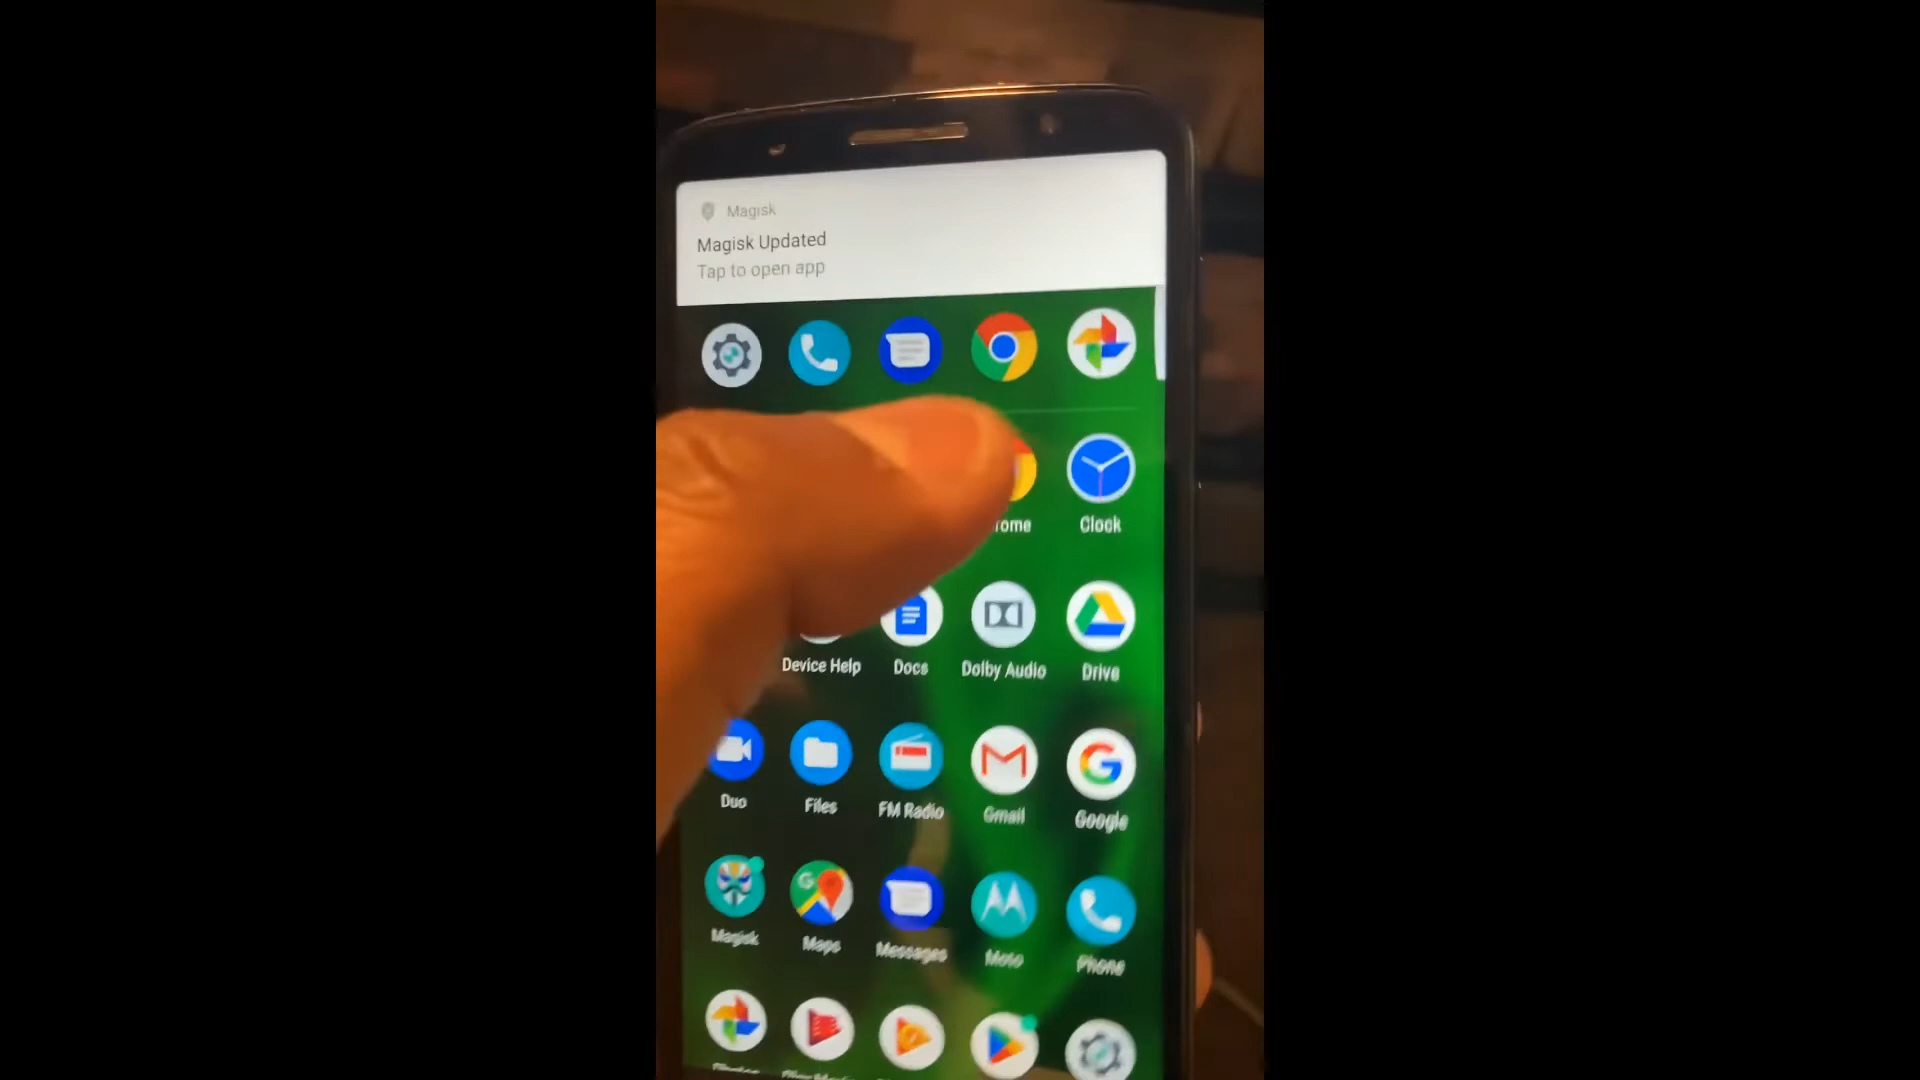 Magisk
Magisk Updated
Tap to open app
Clock
Device Help
Docs
Dolby Audio
Drive
Duo
Files
FM Radio
Gmail
Google
Magisk
Maps
Messages
Moto
Phone